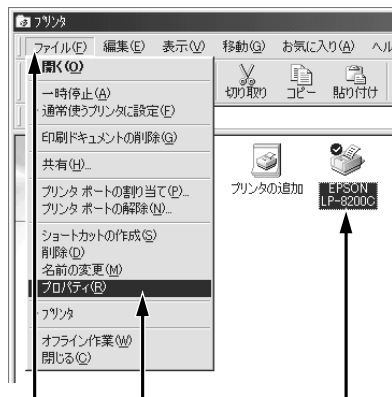 プリンタ
ファイル(F) 編集(E) 表示(V) 移動(G) お気に入り(A) ヘル
開く(O)
一時停止(A)
通常使うプリンタに設定(F)
印刷ドキュメントの削除(G)
共有(H)...
プリンタ ポートの割り当て(P)...
プリンタ ポートの解除(N)...
ショートカットの作成(S)
削除(D)
名前の変更(M)
プロパティ(R)
プリンタ
オフライン作業(W)
閉じる(C)
切り取り コピー 貼り付け
プリンタの追加
EPSON
LP-8200C